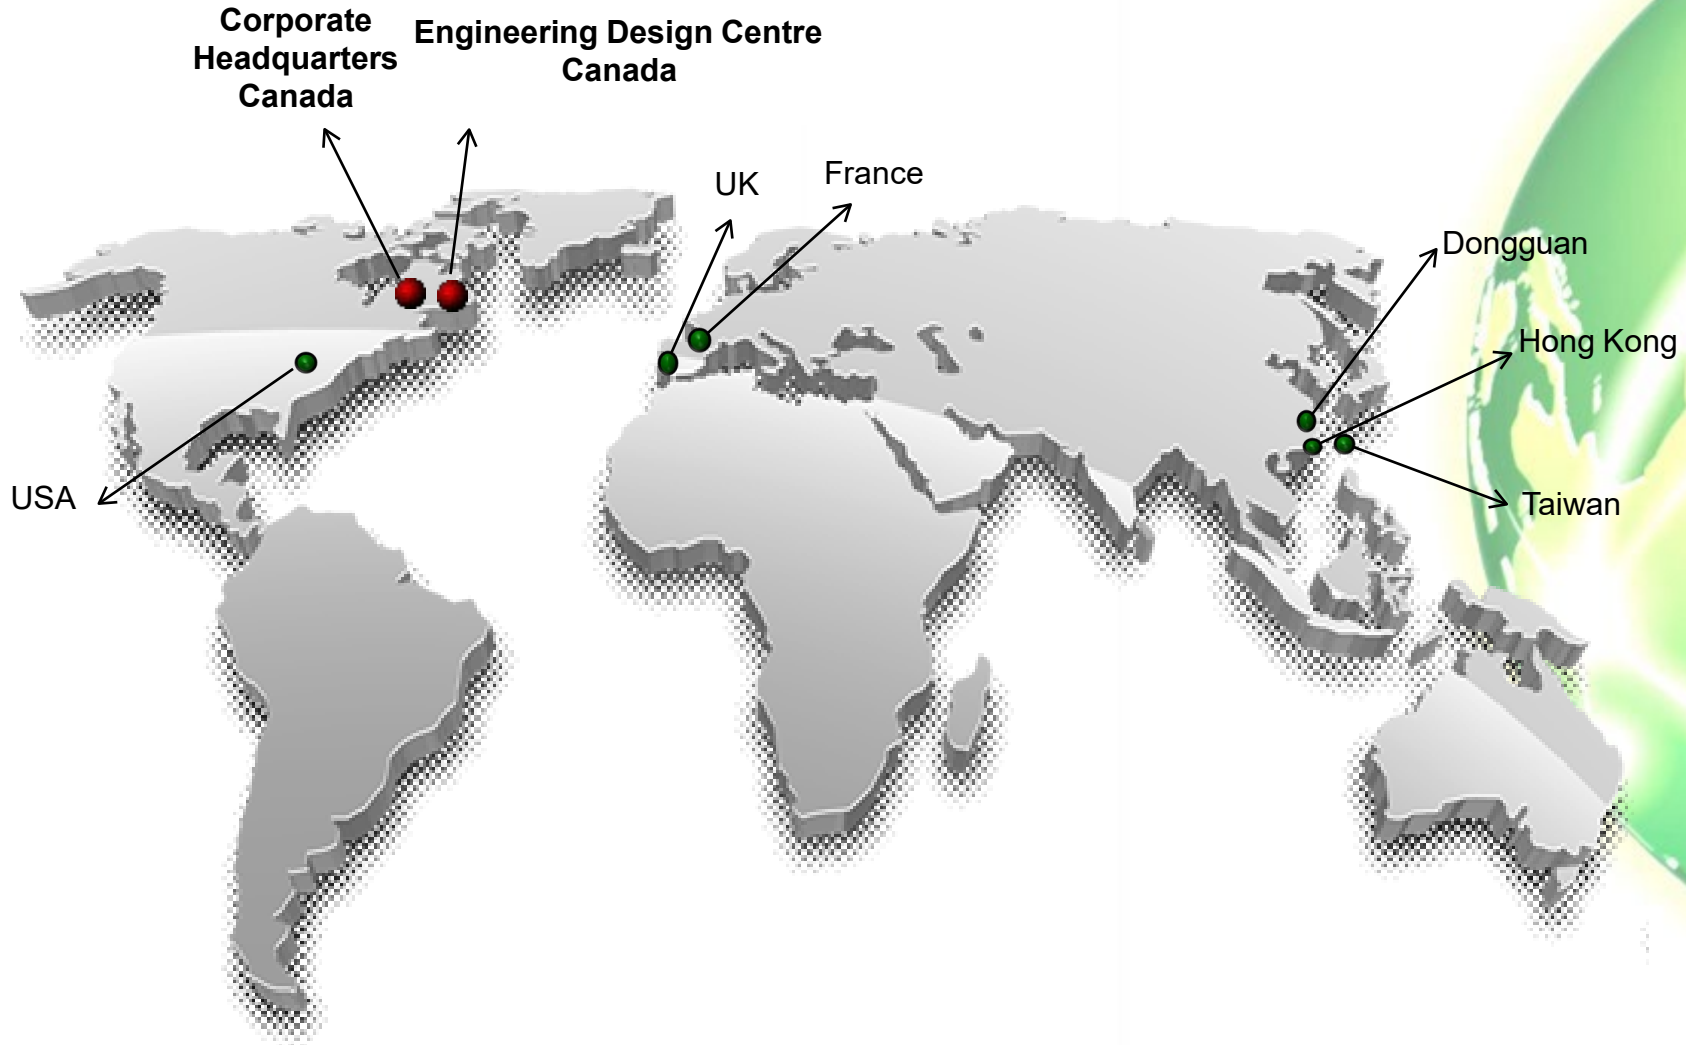 Corporate
Headquarters
Canada
Engineering Design Centre
Canada
UK
France
Dongguan
Hong Kong
USA
Taiwan